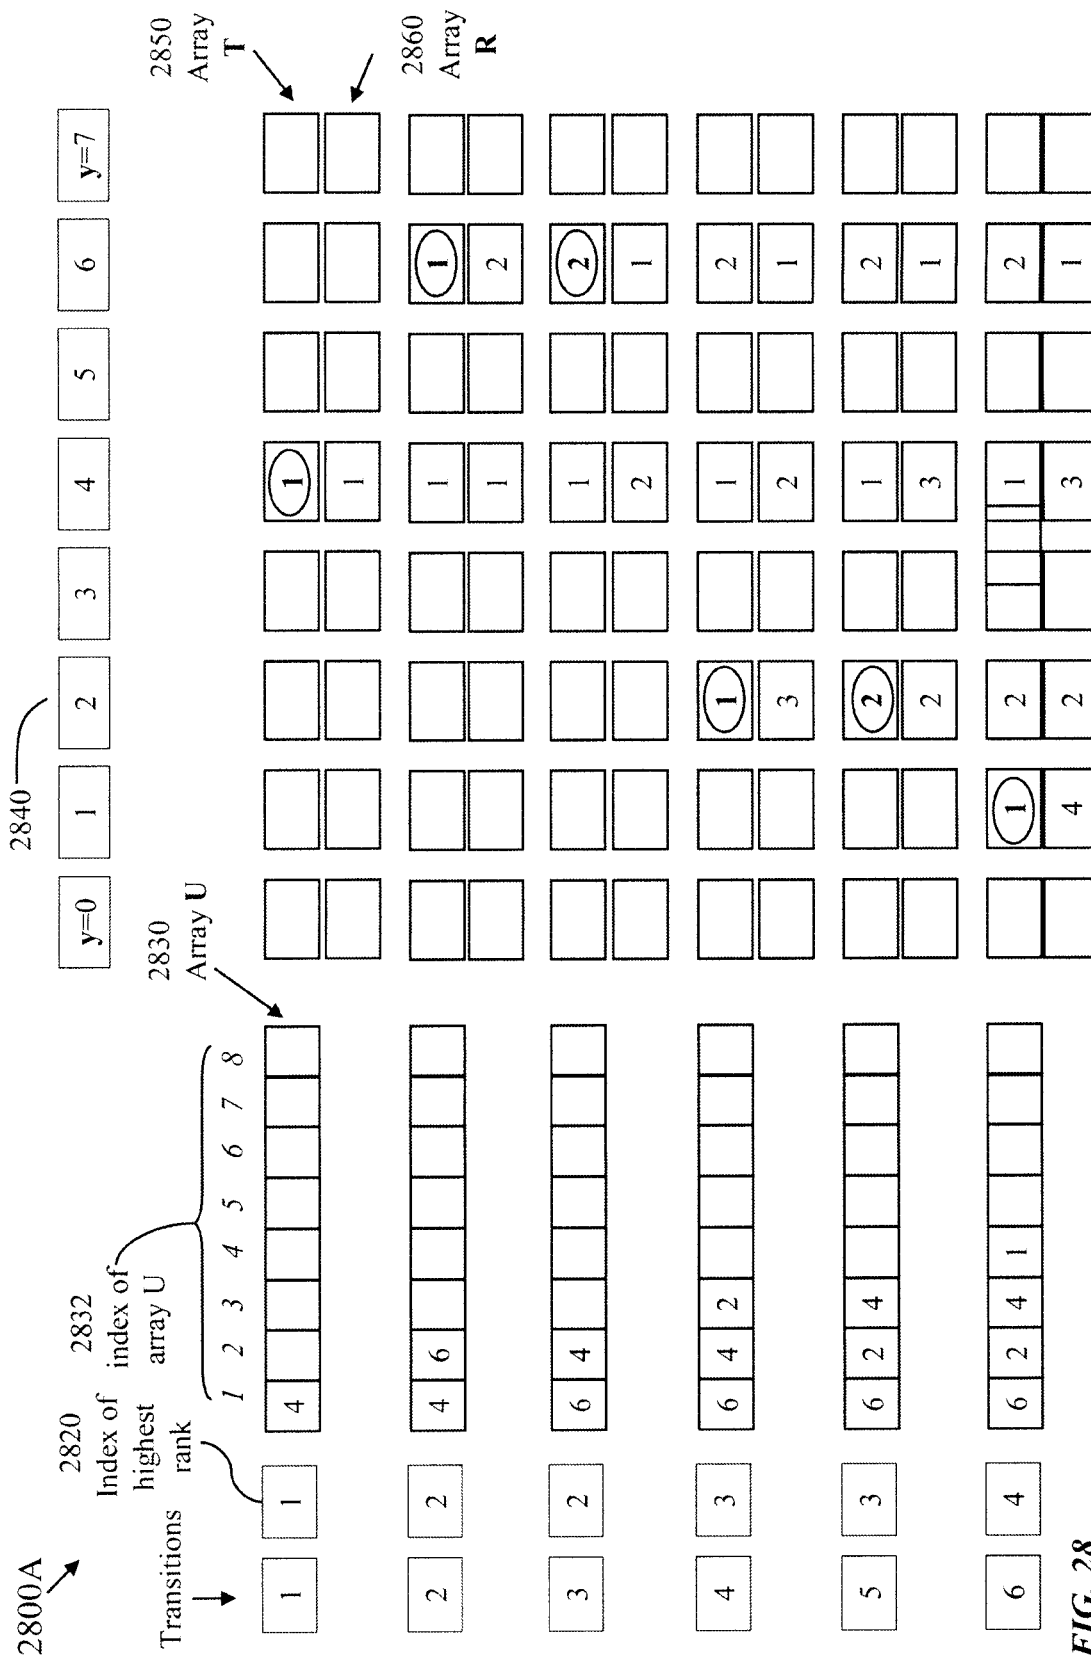 2800A
Transitions
2820
Index of
highest
rank
2832
index of
array U
1 2 3 4 5 6 7 8
2830
Array U
2840
y=0 1 2 3 4 5 6 y=7
2850
Array
T
2860
Array
R
1 1 4 1
1
2 2 4 6 1 1
1 2
3 2 6 4 1 2
2 1
4 3 6 4 2 1 1 2
3 2 1
5 3 6 2 4 2 1 2
2 3 1
6 4 6 2 4 1 1 2 1 2
4 2 3 1
FIG. 28